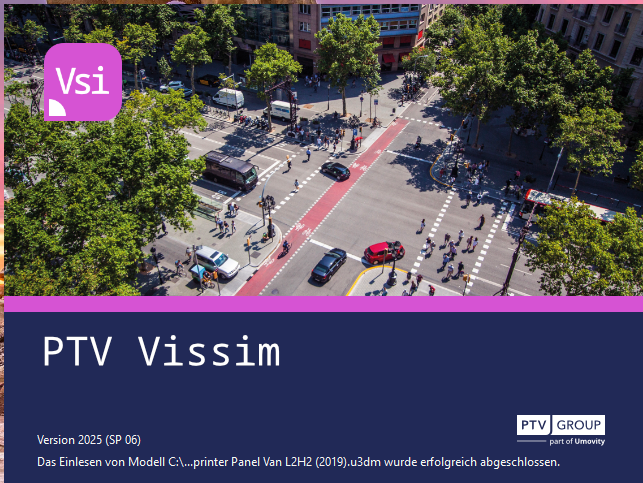 Vsi
PTV Vissim
PTV GROUP
part of Umovity
Version 2025 (SP 06)
Das Einlesen von Modell C:\...printer Panel Van L2H2 (2019).u3dm wurde erfolgreich abgeschlossen.